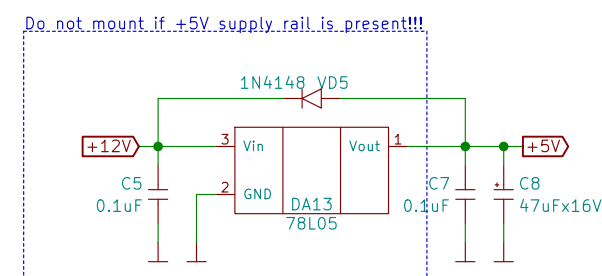 Do not mount if +5V supply rail is present!!!
1N4148 VD5
+12V
3
Vin
Vout
1
+5V
C5
0.1uF
2
GND
DA13
78L05
C7
0.1uF
+
C8
47uFx16V